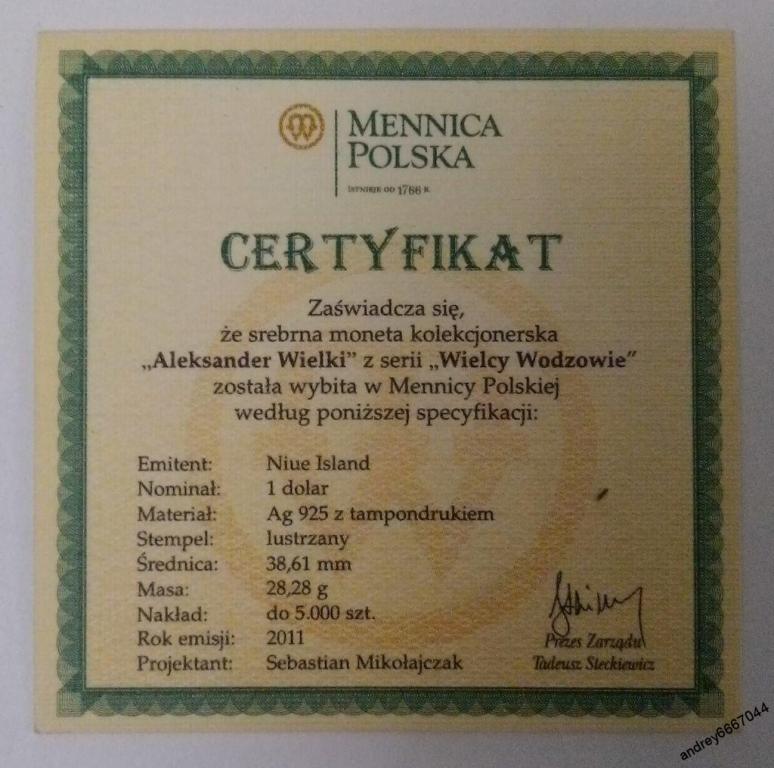 MENNICA
POLSKA
ISTNIEJE OD 1766 R.
CERTYFIKAT
Zaświadcza się,
że srebrna moneta kolekcjonerska
„Aleksander Wielki” z serii „Wielcy Wodzowie”
została wybita w Mennicy Polskiej
według poniższej specyfikacji:
Emitent: Niue Island
Nominał: 1 dolar
Materiał: Ag 925 z tampondrukiem
Stempel: lustrzany
Średnica: 38,61 mm
Masa: 28,28 g
Nakład: do 5.000 szt.
Rok emisji: 2011
Projektant: Sebastian Mikołajczak
Prezes Zarządu
Tadeusz Steckiewicz
andrey6667044